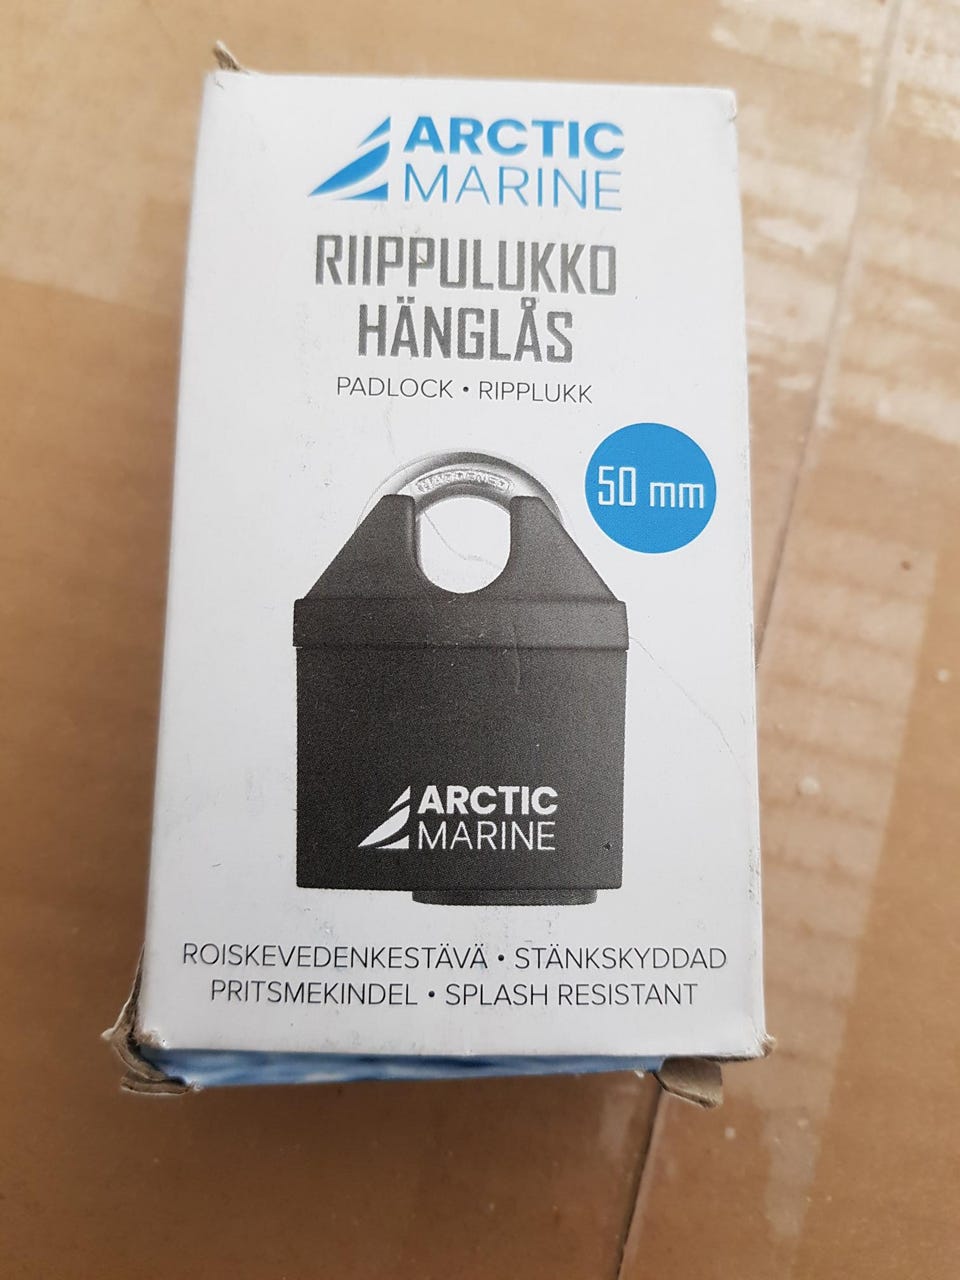 ARCTIC
MARINE
RIIPPULUKKO
HÄNGLÅS
PADLOCK • RIPPLUKK
HARDENED
50 mm
ARCTIC
MARINE
ROISKEVEDENKESTÄVÄ • STÄNKSKYDDAD
PRITSMEKINDEL • SPLASH RESISTANT